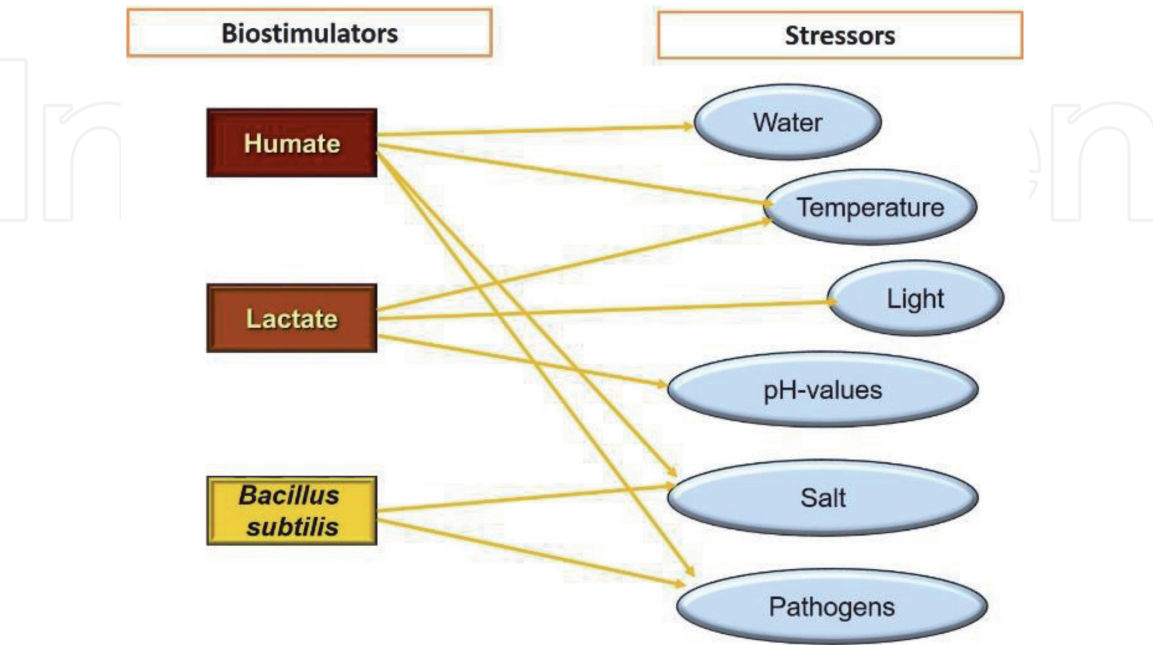 Biostimulators
Stressors
Humate
Water
Temperature
Lactate
Light
pH-values
Bacillus
subtilis
Salt
Pathogens